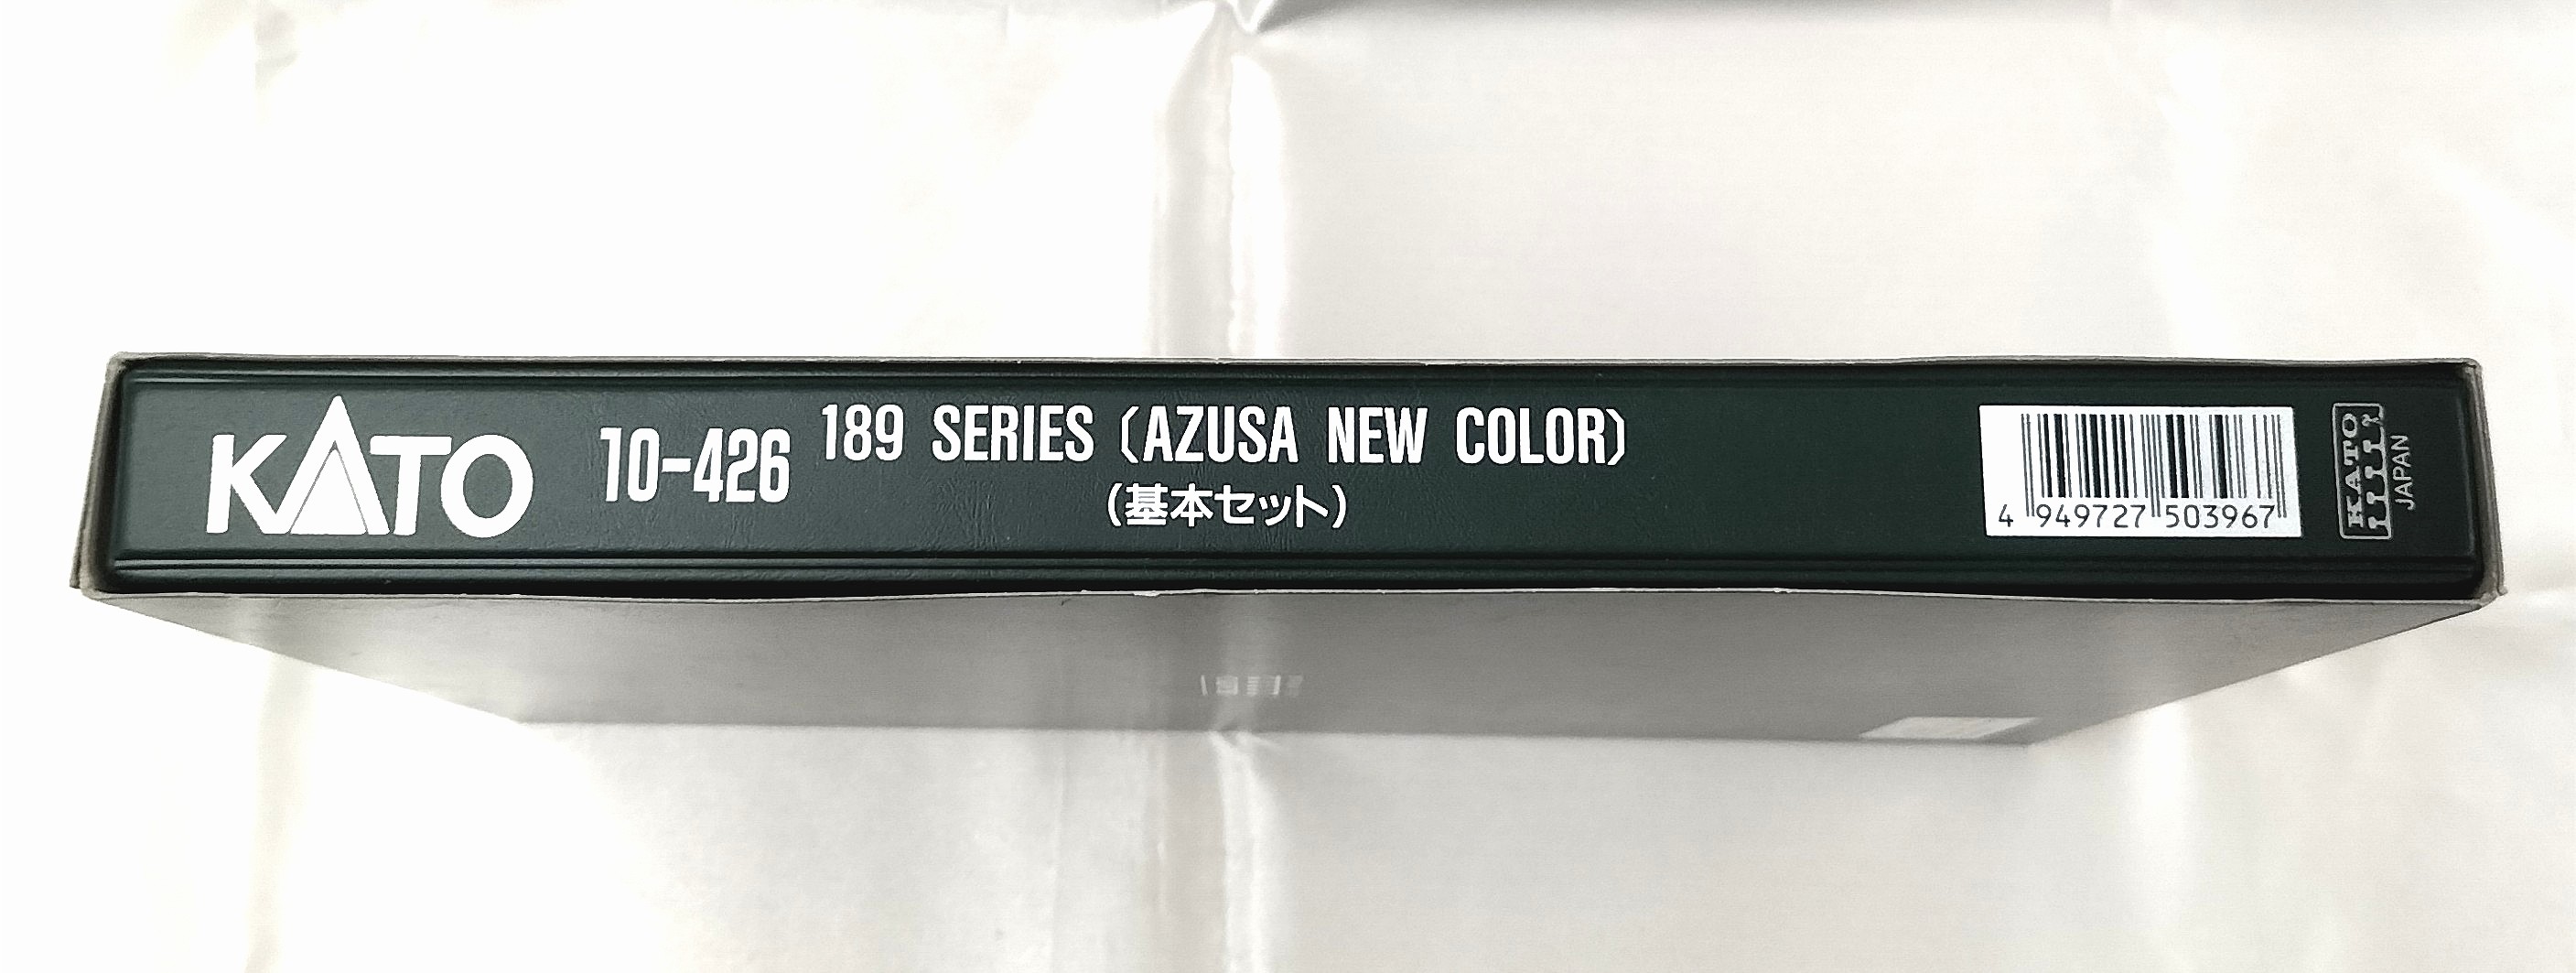 KATO
10-426
189 SERIES (AZUSA NEW COLOR)
(基本セット)
4 949727 503967
KATO
JAPAN